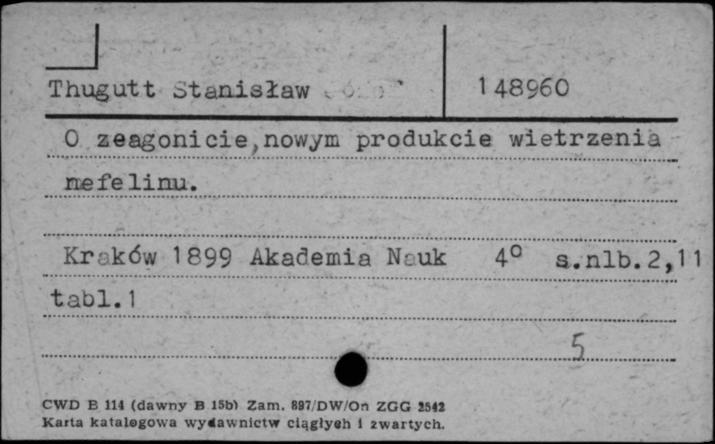 Thugutt Stanisław 148960
O zeagonicie, nowym produkcie wietrzenia
nefelinu.
Kraków 1899 Akademia Nauk 4° s.nlb.2,11
tabl.1
5
CWD B 114 (dawny B 15b) Zam. 897/DW/On ZGG 2542
Karta katalogowa wydawnictw ciągłych i zwartych.